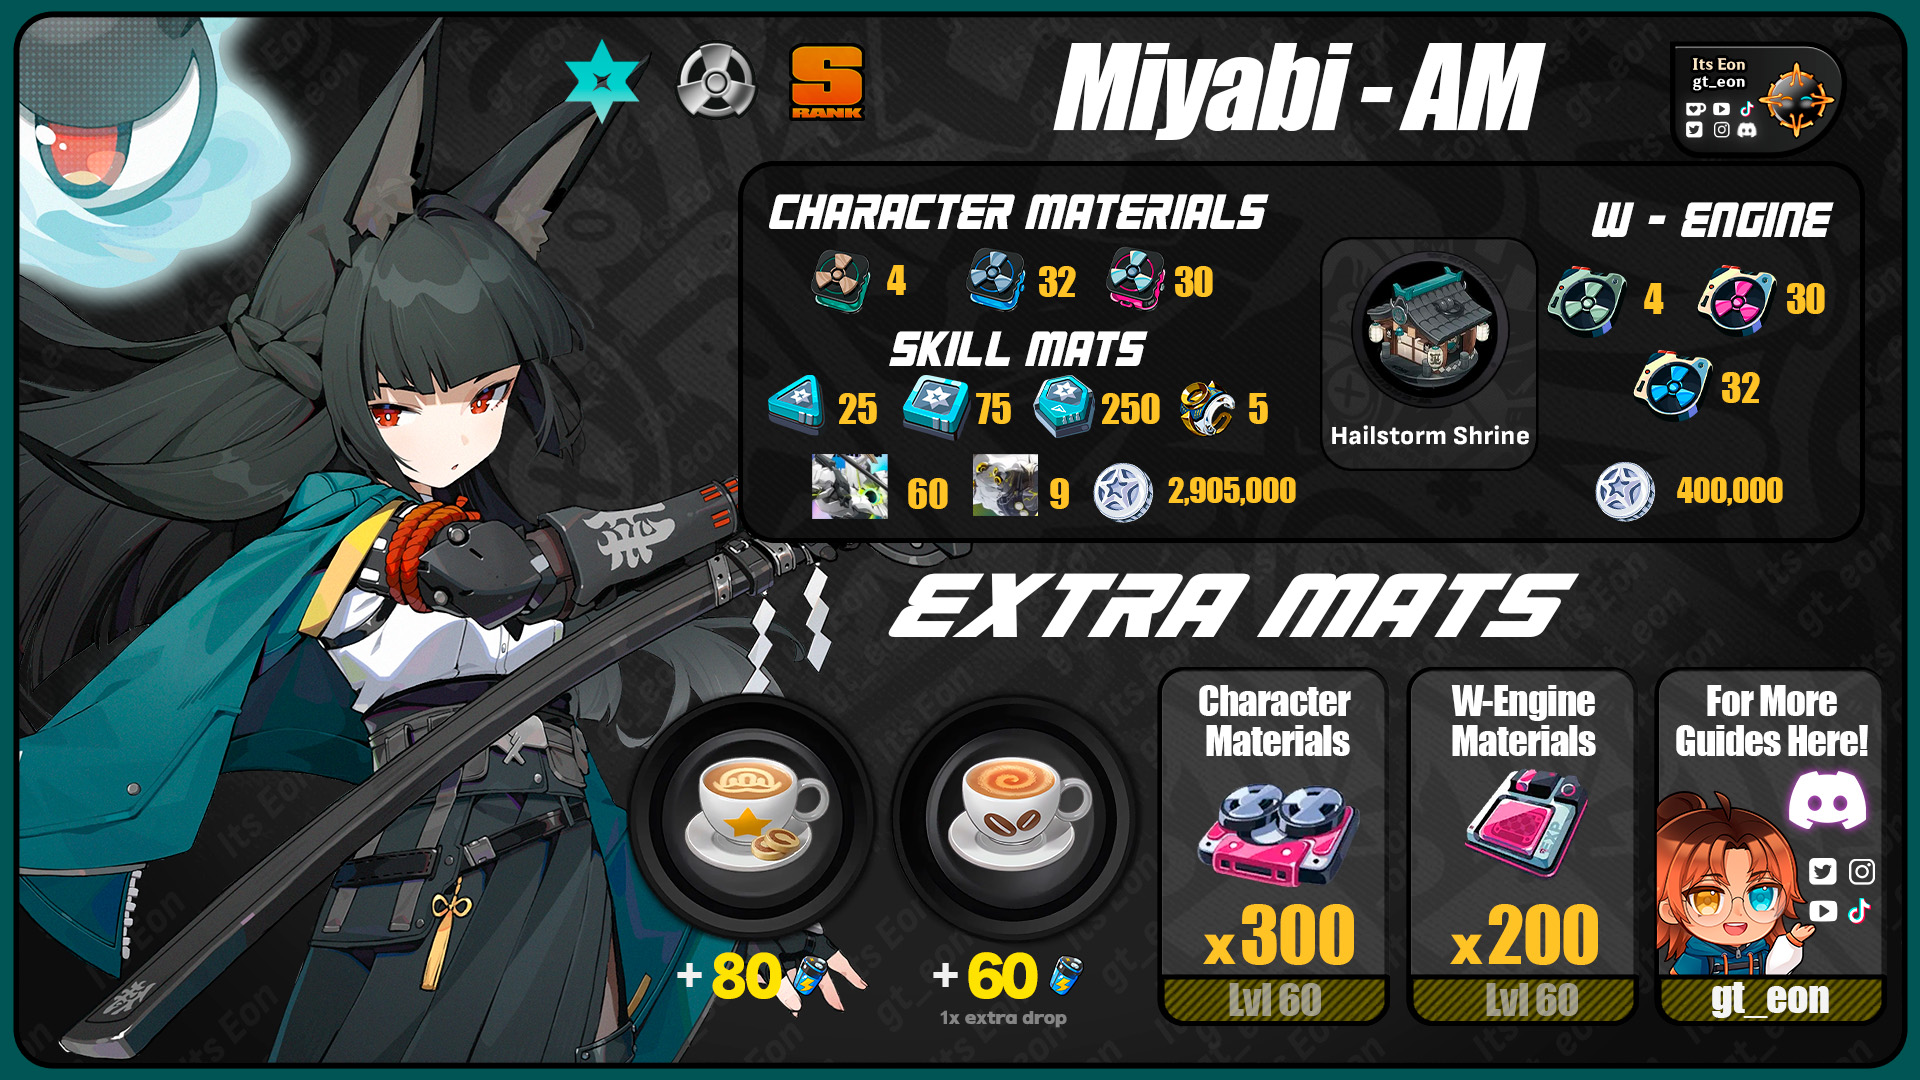 S
RANK
Miyabi - AM
Its Eon
gt_eon
CHARACTER MATERIALS
4
32
30
SKILL MATS
25
75
250
5
60
9
2,905,000
Hailstorm Shrine
W - ENGINE
4
30
32
400,000
EXTRA MATS
+ 80
+ 60
1x extra drop
Character
Materials
x300
Lvl 60
W-Engine
Materials
EXP
x200
Lvl 60
For More
Guides Here!
gt_eon